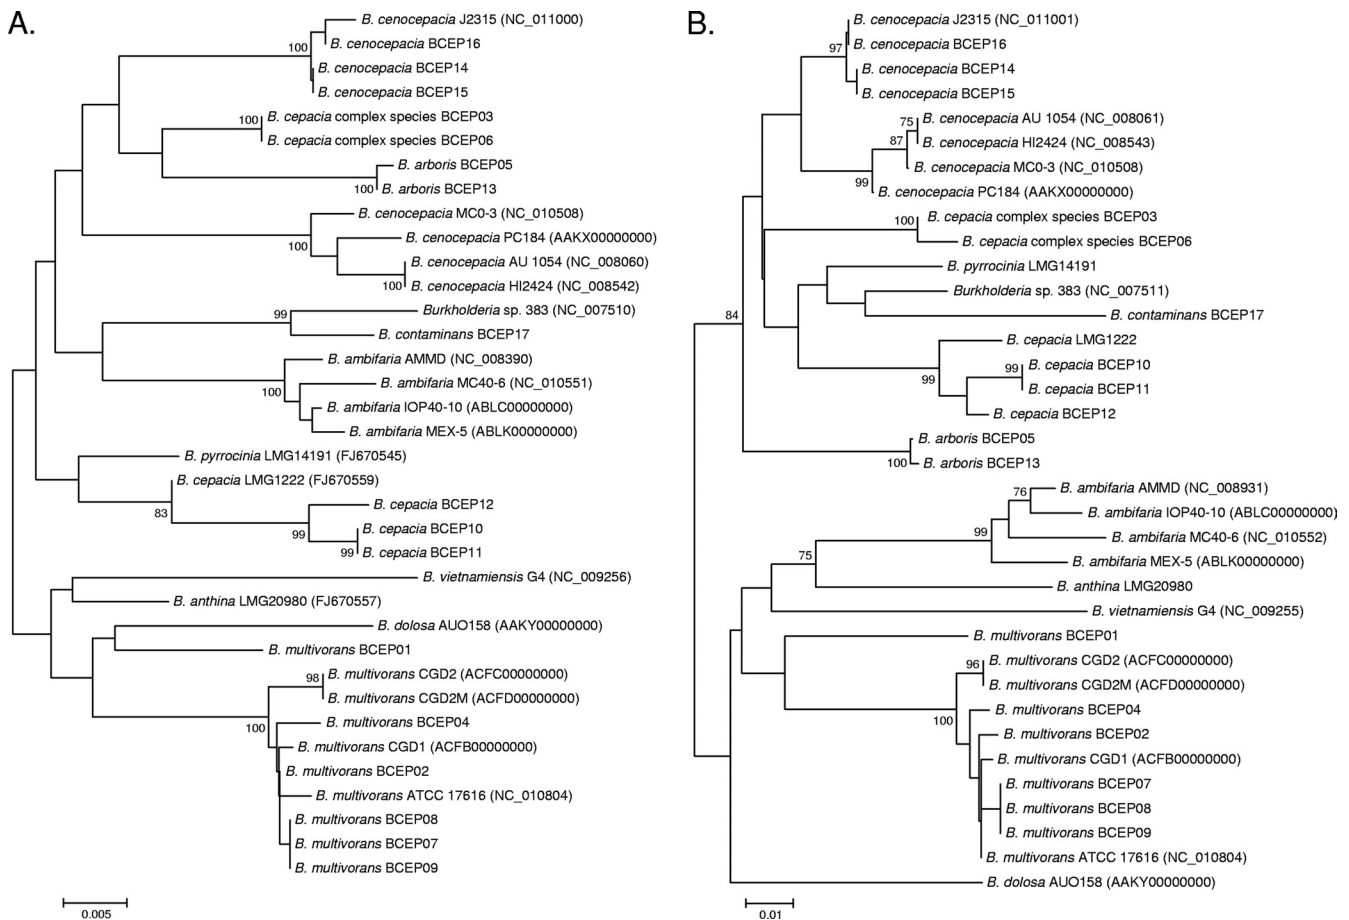 A.
B. cenocepacia J2315 (NC_011000)
B. cenocepacia BCEP16
100
B. cenocepacia BCEP14
B. cenocepacia BCEP15
B. cepacia complex species BCEP03
100
B. cepacia complex species BCEP06
B. arboris BCEP05
100
B. arboris BCEP13
B. cenocepacia MC0-3 (NC_010508)
100
B. cenocepacia PC184 (AAKX00000000)
B. cenocepacia AU 1054 (NC_008060)
100
B. cenocepacia HI2424 (NC_008542)
99
Burkholderia sp. 383 (NC_007510)
B. contaminans BCEP17
B. ambifaria AMMD (NC_008390)
100
B. ambifaria MC40-6 (NC_010551)
B. ambifaria IOP40-10 (ABLC00000000)
B. ambifaria MEX-5 (ABLK00000000)
B. pyrrocinia LMG14191 (FJ670545)
B. cepacia LMG1222 (FJ670559)
83
B. cepacia BCEP12
99
B. cepacia BCEP10
99
B. cepacia BCEP11
B. vietnamiensis G4 (NC_009256)
B. anthina LMG20980 (FJ670557)
B. dolosa AUO158 (AAKY00000000)
B. multivorans BCEP01
98
B. multivorans CGD2 (ACFC00000000)
B. multivorans CGD2M (ACFD00000000)
100
B. multivorans BCEP04
B. multivorans CGD1 (ACFB00000000)
B. multivorans BCEP02
B. multivorans ATCC 17616 (NC_010804)
B. multivorans BCEP08
B. multivorans BCEP07
B. multivorans BCEP09
0.005
B.
B. cenocepacia J2315 (NC_011001)
97
B. cenocepacia BCEP16
B. cenocepacia BCEP14
B. cenocepacia BCEP15
75
B. cenocepacia AU 1054 (NC_008061)
87
B. cenocepacia HI2424 (NC_008543)
B. cenocepacia MC0-3 (NC_010508)
99
B. cenocepacia PC184 (AAKX00000000)
100
B. cepacia complex species BCEP03
B. cepacia complex species BCEP06
B. pyrrocinia LMG14191
Burkholderia sp. 383 (NC_007511)
84
B. contaminans BCEP17
B. cepacia LMG1222
99
B. cepacia BCEP10
99
B. cepacia BCEP11
B. cepacia BCEP12
B. arboris BCEP05
100
B. arboris BCEP13
76
B. ambifaria AMMD (NC_008931)
B. ambifaria IOP40-10 (ABLC00000000)
99
B. ambifaria MC40-6 (NC_010552)
75
B. ambifaria MEX-5 (ABLK00000000)
B. anthina LMG20980
B. vietnamiensis G4 (NC_009255)
B. multivorans BCEP01
96
B. multivorans CGD2 (ACFC00000000)
B. multivorans CGD2M (ACFD00000000)
100
B. multivorans BCEP04
B. multivorans BCEP02
B. multivorans CGD1 (ACFB00000000)
B. multivorans BCEP07
B. multivorans BCEP08
B. multivorans BCEP09
B. multivorans ATCC 17616 (NC_010804)
B. dolosa AUO158 (AAKY00000000)
0.01